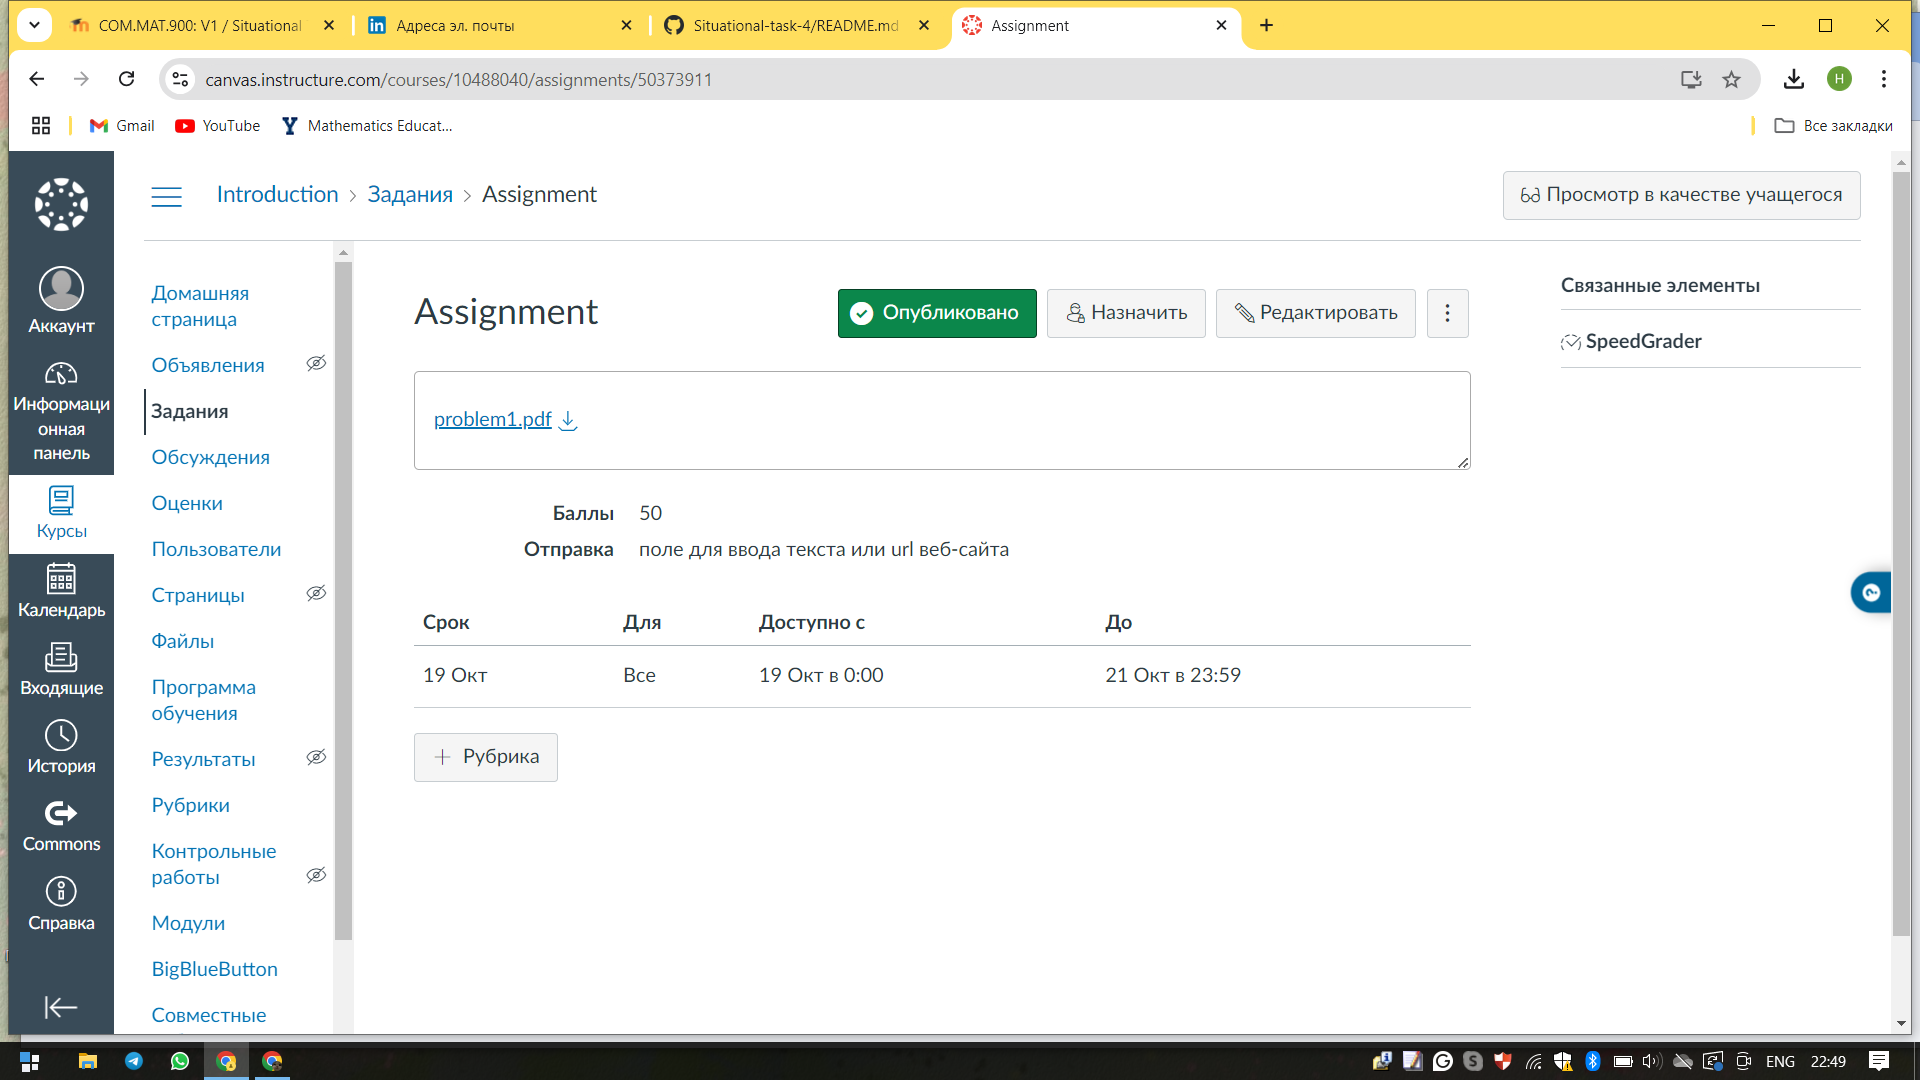 COM.MAT.900: V1 / Situational
Адреса эл. почты
Situational-task-4/README.md
Assignment
canvas.instructure.com/courses/10488040/assignments/50373911
H
Gmail
YouTube
Mathematics Educat...
Все закладки
Introduction > Задания > Assignment
Просмотр в качестве учащегося
Аккаунт
Информаци
онная
панель
Курсы
Календарь
Входящие
История
Commons
Справка
Домашняя
страница
Объявления
Задания
Обсуждения
Оценки
Пользователи
Страницы
Файлы
Программа
обучения
Результаты
Рубрики
Контрольные
работы
Модули
BigBlueButton
Совместные
Assignment
Опубликовано
Назначить
Редактировать
problem1.pdf
Баллы 50
Отправка поле для ввода текста или url веб-сайта
Срок Для Доступно с До
19 Окт Все 19 Окт в 0:00 21 Окт в 23:59
+ Рубрика
Связанные элементы
SpeedGrader
ENG 22:49